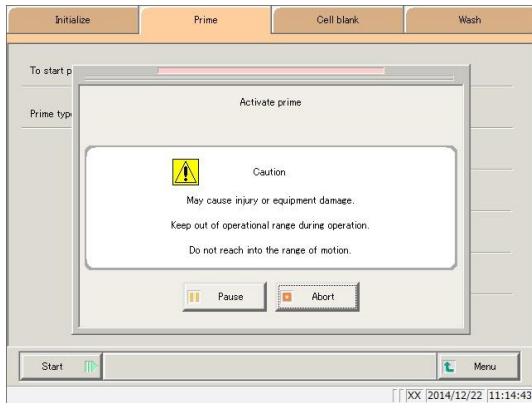 Initialize
Prime
Cell blank
Wash
To start p
Activate prime
Prime typ
Caution
May cause injury or equipment damage.
Keep out of operational range during operation.
Do not reach into the range of motion.
Pause
Abort
Start
Menu
XX 2014/12/22 11:14:43